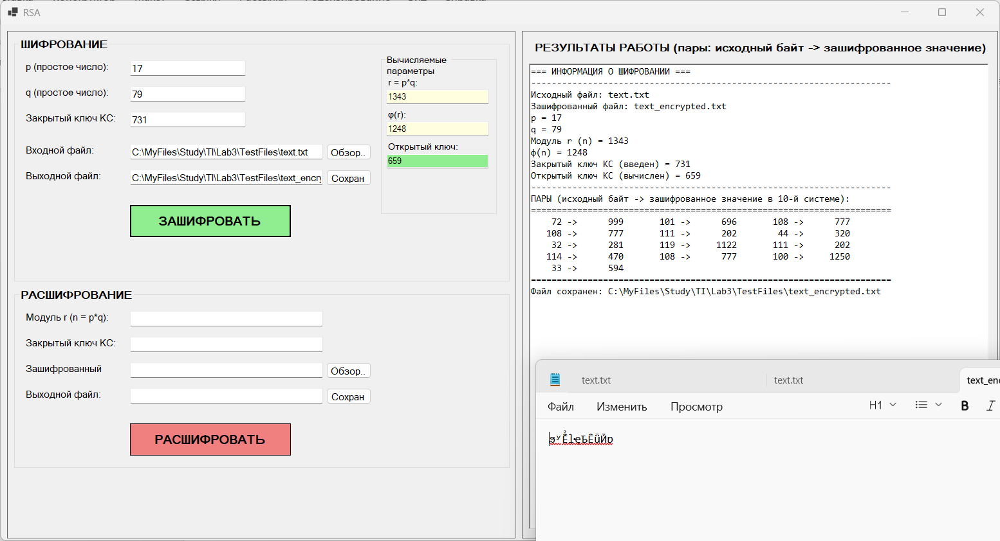 RSA
ШИФРОВАНИЕ
p (простое число): 17
q (простое число): 79
Закрытый ключ КС: 731
Входной файл: C:\MyFiles\Study\TI\Lab3\TestFiles\text.txt Обзор..
Выходной файл: C:\MyFiles\Study\TI\Lab3\TestFiles\text_encry Сохран
ЗАШИФРОВАТЬ
Вычисляемые
параметры
r = p*q:
1343
φ(r):
1248
Открытый ключ:
659
РАСШИФРОВАНИЕ
Модуль r (n = p*q):
Закрытый ключ КС:
Зашифрованный Обзор..
Выходной файл: Сохран
РАСШИФРОВАТЬ
РЕЗУЛЬТАТЫ РАБОТЫ (пары: исходный байт -> зашифрованное значение)
=== ИНФОРМАЦИЯ О ШИФРОВАНИИ ===
----------------------------------------------------------------------
Исходный файл: text.txt
Зашифрованный файл: text_encrypted.txt
p = 17
q = 79
Модуль r (n) = 1343
ф(n) = 1248
Закрытый ключ КС (введен) = 731
Открытый ключ КС (вычислен) = 659
----------------------------------------------------------------------
ПАРЫ (исходный байт -> зашифрованное значение в 10-й системе):
======================================================================
72 -> 999 101 -> 696 108 -> 777
108 -> 777 111 -> 202 44 -> 320
32 -> 281 119 -> 1122 111 -> 202
114 -> 470 108 -> 777 100 -> 1250
33 -> 594
======================================================================
Файл сохранен: C:\MyFiles\Study\TI\Lab3\TestFiles\text_encrypted.txt
text.txt text.txt text_en
Файл Изменить Просмотр H1 B I